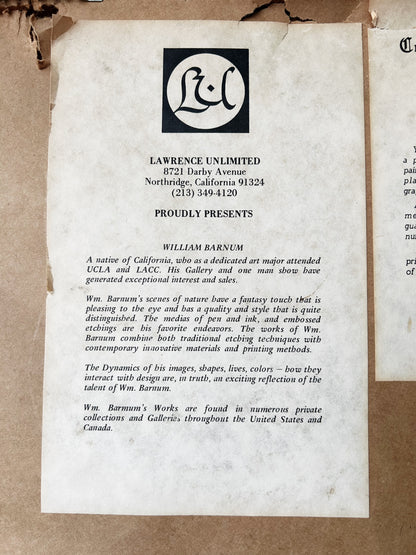 LU
LAWRENCE UNLIMITED
8721 Darby Avenue
Northridge, California 91324
(213) 349-4120
PROUDLY PRESENTS
WILLIAM BARNUM
A native of California, who as a dedicated art major attended
UCLA and LACC. His Gallery and one man show have
generated exceptional interest and sales.
Wm. Barnum's scenes of nature have a fantasy touch that is
pleasing to the eye and has a quality and style that is quite
distinguished. The medias of pen and ink, and embossed
etchings are his favorite endeavors. The works of Wm.
Barnum combine both traditional etching techniques with
contemporary innovative materials and printing methods.
The Dynamics of his images, shapes, lives, colors — how they
interact with design are, in truth, an exciting reflection of the
talent of Wm. Barnum.
Wm. Barnum's Works are found in numerous private
collections and Galleries throughout the United States and
Canada.